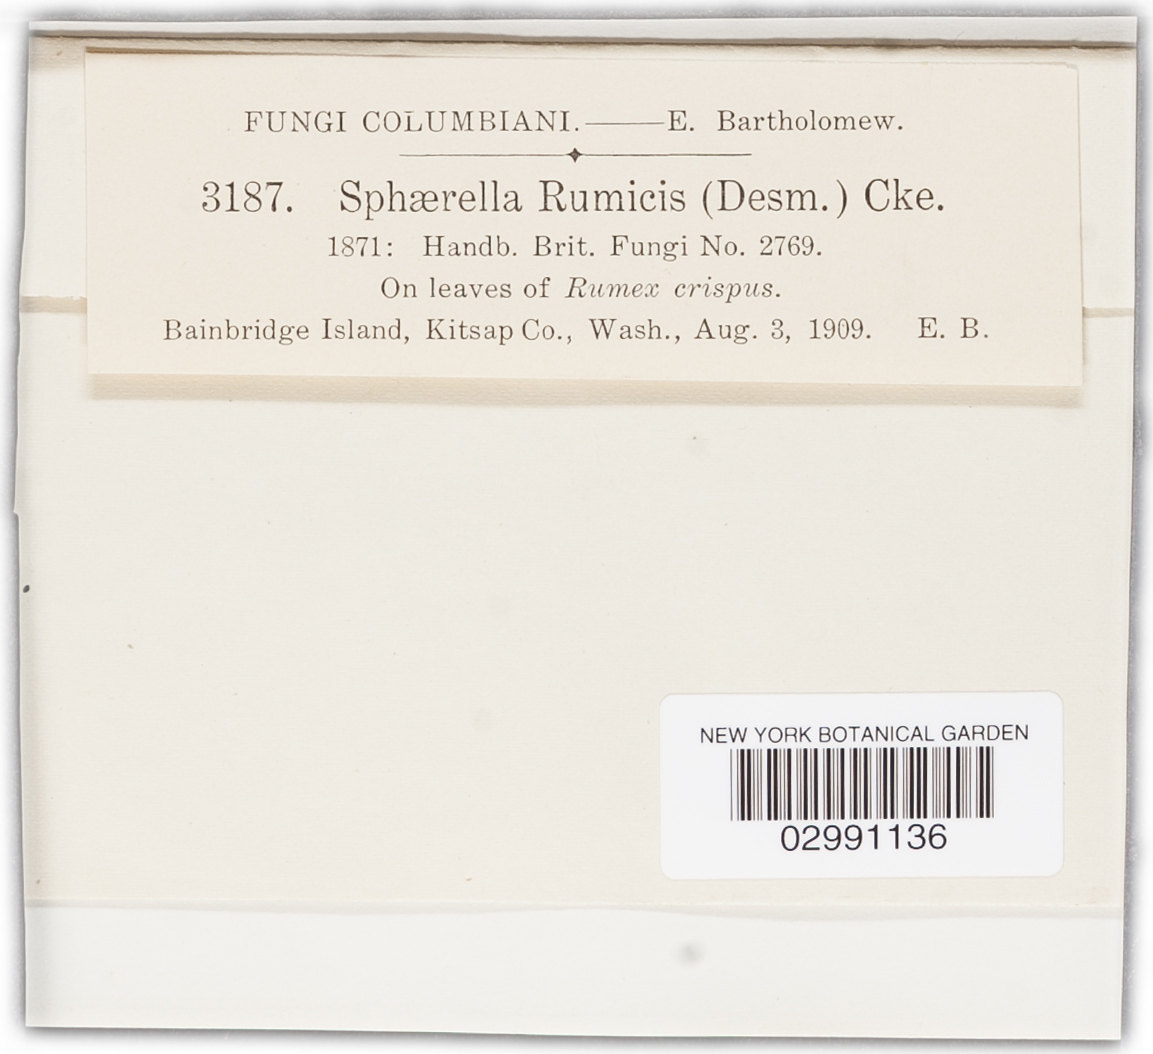 FUNGI COLUMBIANI.——E. Bartholomew.
3187. Sphærella Rumicis (Desm.) Cke.
1871: Handb. Brit. Fungi No. 2769.
On leaves of Rumex crispus.
Bainbridge Island, Kitsap Co., Wash., Aug. 3, 1909. E. B.
NEW YORK BOTANICAL GARDEN
02991136